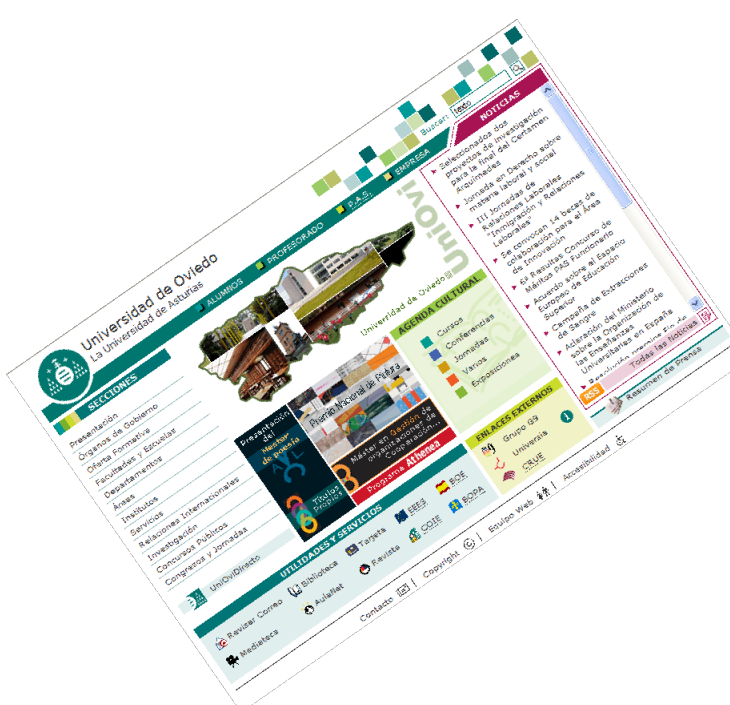 Universidad de Oviedo
La Universidad de Asturias
Buscar:
texto
ALUMNOS
PROFESORADO
P.A.S.
EMPRESA
SECCIONES
Presentación
Órganos de Gobierno
Oferta Formativa
Facultades y Escuelas
Departamentos
Áreas
Institutos
Servicios
Relaciones Internacionales
Investigación
Concursos Públicos
Congresos y Jornadas
UniOviDirecto
UniOvi
Universidad de Oviedo
Presentación
del
Máster
de poesía
Títulos
Propios
Premio Nacional de Pintura
Máster en Gestión de
organizaciones de
Cooperación...
Programa Athenea
AGENDA CULTURAL
Cursos
Conferencias
Jornadas
Varios
Exposiciones
ENLACES EXTERNOS
Grupo G9
Universia
CRUE
NOTICIAS
Seleccionados dos
proyectos de investigación
para la final del Certamen
Arquímedes
Jornada en Derecho sobre
materia laboral y social
III Jornadas de
Relaciones Laborales
"Inmigración y Relaciones
Laborales"
Se convocan 14 becas de
colaboración para el Área
de Innovación
6ª Resultas Concurso de
Méritos PAS Funcionario
Acuerdo sobre el Espacio
Europeo de Educación
Superior
Campaña de Extracciones
de Sangre
Aclaración del Ministerio
sobre la Organización de
las Enseñanzas
Universitarias en España
Todas las Noticias
RSS
Resumen de Prensa
UTILIDADES Y SERVICIOS
Revisar Correo
Biblioteca
Tarjeta
EEES
BOE
Mediateca
AulaNet
Revista
COIE
BOPA
Contacto | Copyright | Equipo Web | Accesibilidad